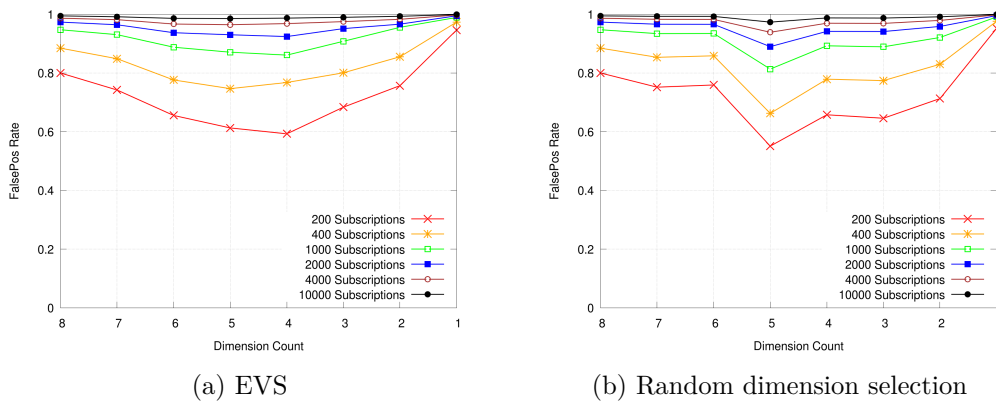 FalsePos Rate
1
0.8
0.6
0.4
0.2
0
8 7 6 5 4 3 2 1
Dimension Count
200 Subscriptions
400 Subscriptions
1000 Subscriptions
2000 Subscriptions
4000 Subscriptions
10000 Subscriptions
(a) EVS
FalsePos Rate
1
0.8
0.6
0.4
0.2
0
8 7 6 5 4 3 2
Dimension Count
200 Subscriptions
400 Subscriptions
1000 Subscriptions
2000 Subscriptions
4000 Subscriptions
10000 Subscriptions
(b) Random dimension selection